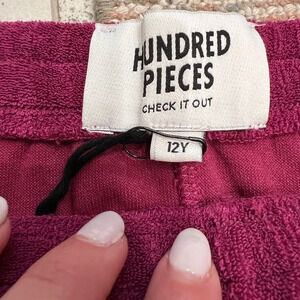 HUNDRED
PIECES
CHECK IT OUT
12Y